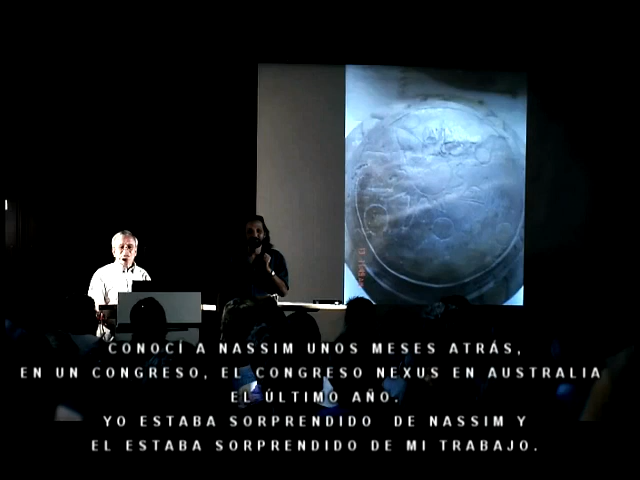 CONOCÍ A NASSIM UNOS MESES ATRÁS,
EN UN CONGRESO, EL CONGRESO NEXUS EN AUSTRALIA
EL ÚLTIMO AÑO.
YO ESTABA SORPRENDIDO DE NASSIM Y
EL ESTABA SORPRENDIDO DE MI TRABAJO.